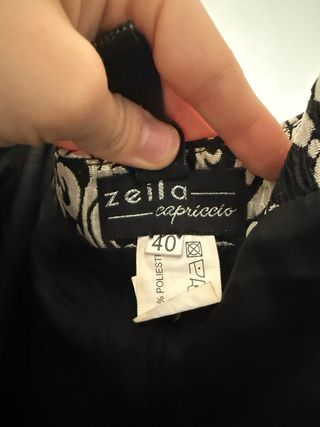 zeila
capriccio
40
% POLIEST